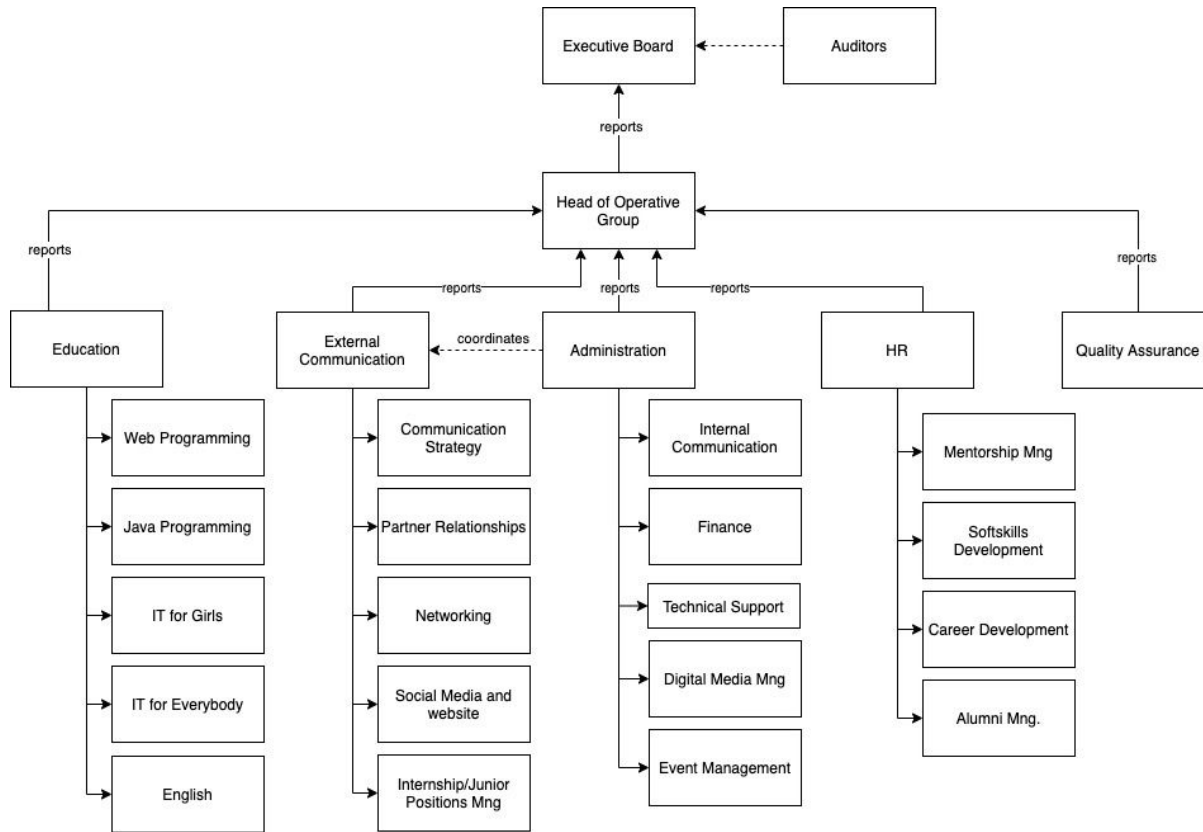 Executive Board
Auditors
reports
Head of Operative
Group
reports
reports
reports
reports
reports
Education
External
Communication
coordinates
Administration
HR
Quality Assurance
Web Programming
Java Programming
IT for Girls
IT for Everybody
English
Communication
Strategy
Partner Relationships
Networking
Social Media and
website
Internship/Junior
Positions Mng
Internal
Communication
Finance
Technical Support
Digital Media Mng
Event Management
Mentorship Mng
Softskills
Development
Career Development
Alumni Mng.